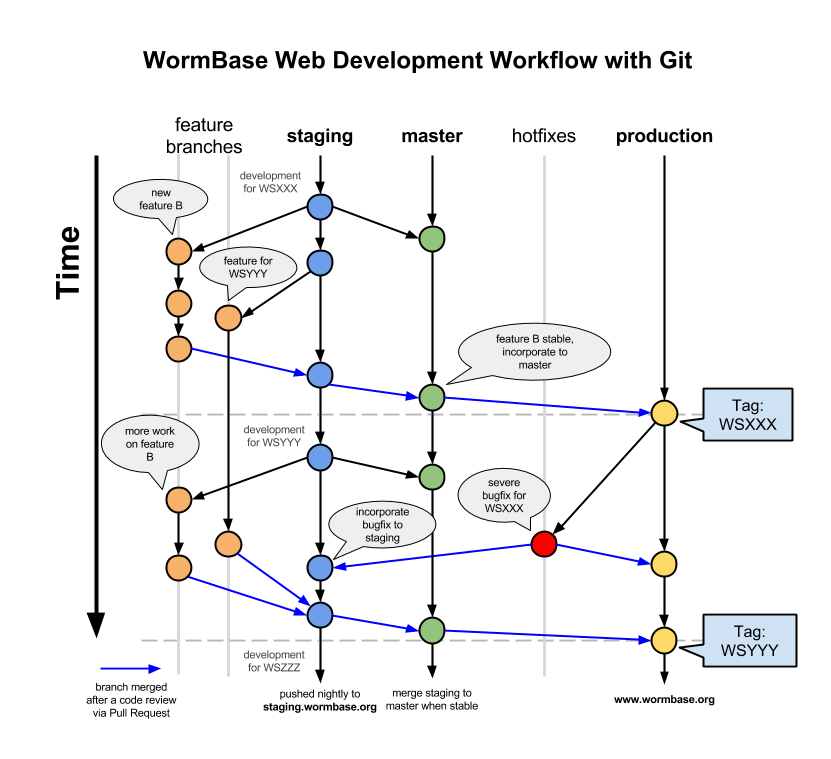 WormBase Web Development Workflow with Git
feature
branches
staging
master
hotfixes
production
development
for WSXXX
new
feature B
Time
feature for
WSYYY
feature B stable,
incorporate to
master
Tag:
WSXXX
more work
on feature
B
development
for WSYYY
severe
bugfix for
WSXXX
incorporate
bugfix to
staging
Tag:
WSYYY
development
for WSZZZ
branch merged
after a code review
via Pull Request
pushed nightly to
staging.wormbase.org
merge staging to
master when stable
www.wormbase.org